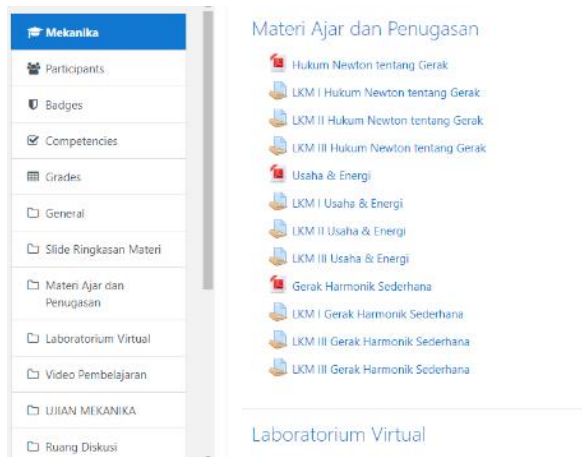 Mekanika
Participants
Badges
Competencies
Grades
General
Slide Ringkasan Materi
Materi Ajar dan
Penugasan
Laboratorium Virtual
Video Pembelajaran
UJIAN MEKANIKA
Ruang Diskusi
Materi Ajar dan Penugasan
Hukum Newton tentang Gerak
LKM I Hukum Newton tentang Gerak
LKM II Hukum Newton tentang Gerak
LKM III Hukum Newton tentang Gerak
Usaha & Energi
LKM I Usaha & Energi
LKM II Usaha & Energi
LKM III Usaha & Energi
Gerak Harmonik Sederhana
LKM I Gerak Harmonik Sederhana
LKM III Gerak Harmonik Sederhana
LKM III Gerak Harmonik Sederhana
Laboratorium Virtual